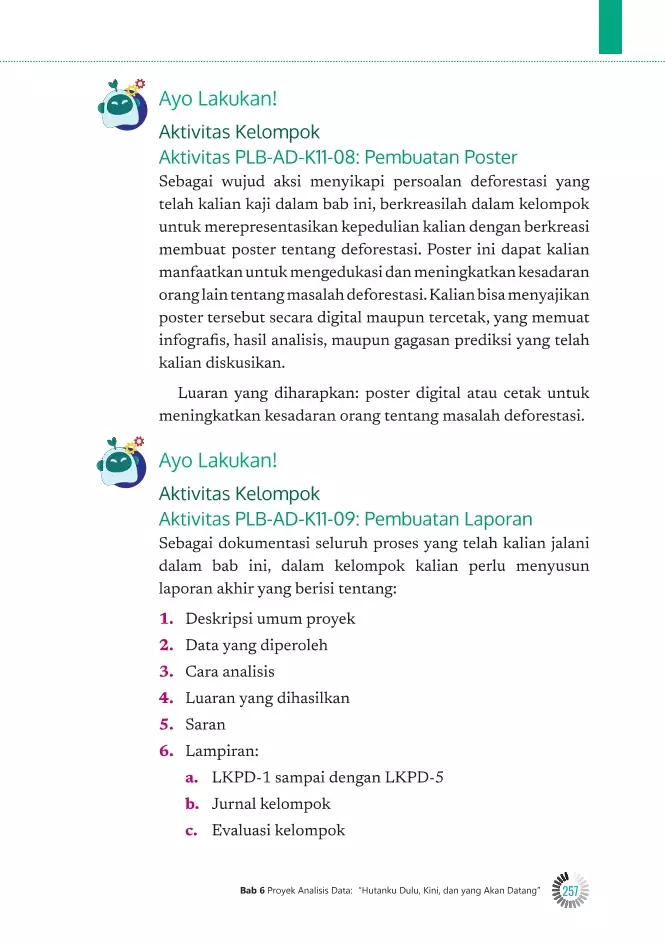 Ayo Lakukan!
Aktivitas Kelompok
Aktivitas PLB-AD-K11-08: Pembuatan Poster
Sebagai wujud aksi menyikapi persoalan deforestasi yang
telah kalian kaji dalam bab ini, berkreasilah dalam kelompok
untuk merepresentasikan kepedulian kalian dengan berkreasi
membuat poster tentang deforestasi. Poster ini dapat kalian
manfaatkan untuk mengedukasi dan meningkatkan kesadaran
orang lain tentang masalah deforestasi. Kalian bisa menyajikan
poster tersebut secara digital maupun tercetak, yang memuat
infografis, hasil analisis, maupun gagasan prediksi yang telah
kalian diskusikan.
Luaran yang diharapkan: poster digital atau cetak untuk
meningkatkan kesadaran orang tentang masalah deforestasi.
Ayo Lakukan!
Aktivitas Kelompok
Aktivitas PLB-AD-K11-09: Pembuatan Laporan
Sebagai dokumentasi seluruh proses yang telah kalian jalani
dalam bab ini, dalam kelompok kalian perlu menyusun
laporan akhir yang berisi tentang:
1. Deskripsi umum proyek
2. Data yang diperoleh
3. Cara analisis
4. Luaran yang dihasilkan
5. Saran
6. Lampiran:
a. LKPD-1 sampai dengan LKPD-5
b. Jurnal kelompok
c. Evaluasi kelompok
Bab 6 Proyek Analisis Data: "Hutanku Dulu, Kini, dan yang Akan Datang" 257